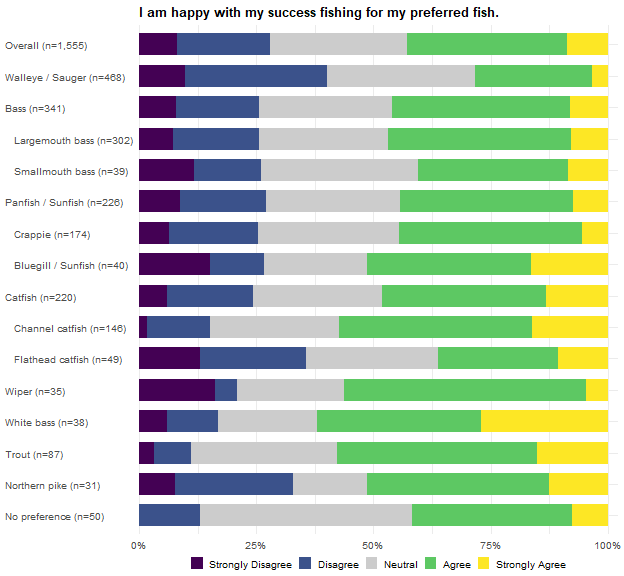 I am happy with my success fishing for my preferred fish.
Overall (n=1,555)
Walleye / Sauger (n=468)
Bass (n=341)
Largemouth bass (n=302)
Smallmouth bass (n=39)
Panfish / Sunfish (n=226)
Crappie (n=174)
Bluegill / Sunfish (n=40)
Catfish (n=220)
Channel catfish (n=146)
Flathead catfish (n=49)
Wiper (n=35)
White bass (n=38)
Trout (n=87)
Northern pike (n=31)
No preference (n=50)
0% 25% 50% 75% 100%
Strongly Disagree Disagree Neutral Agree Strongly Agree